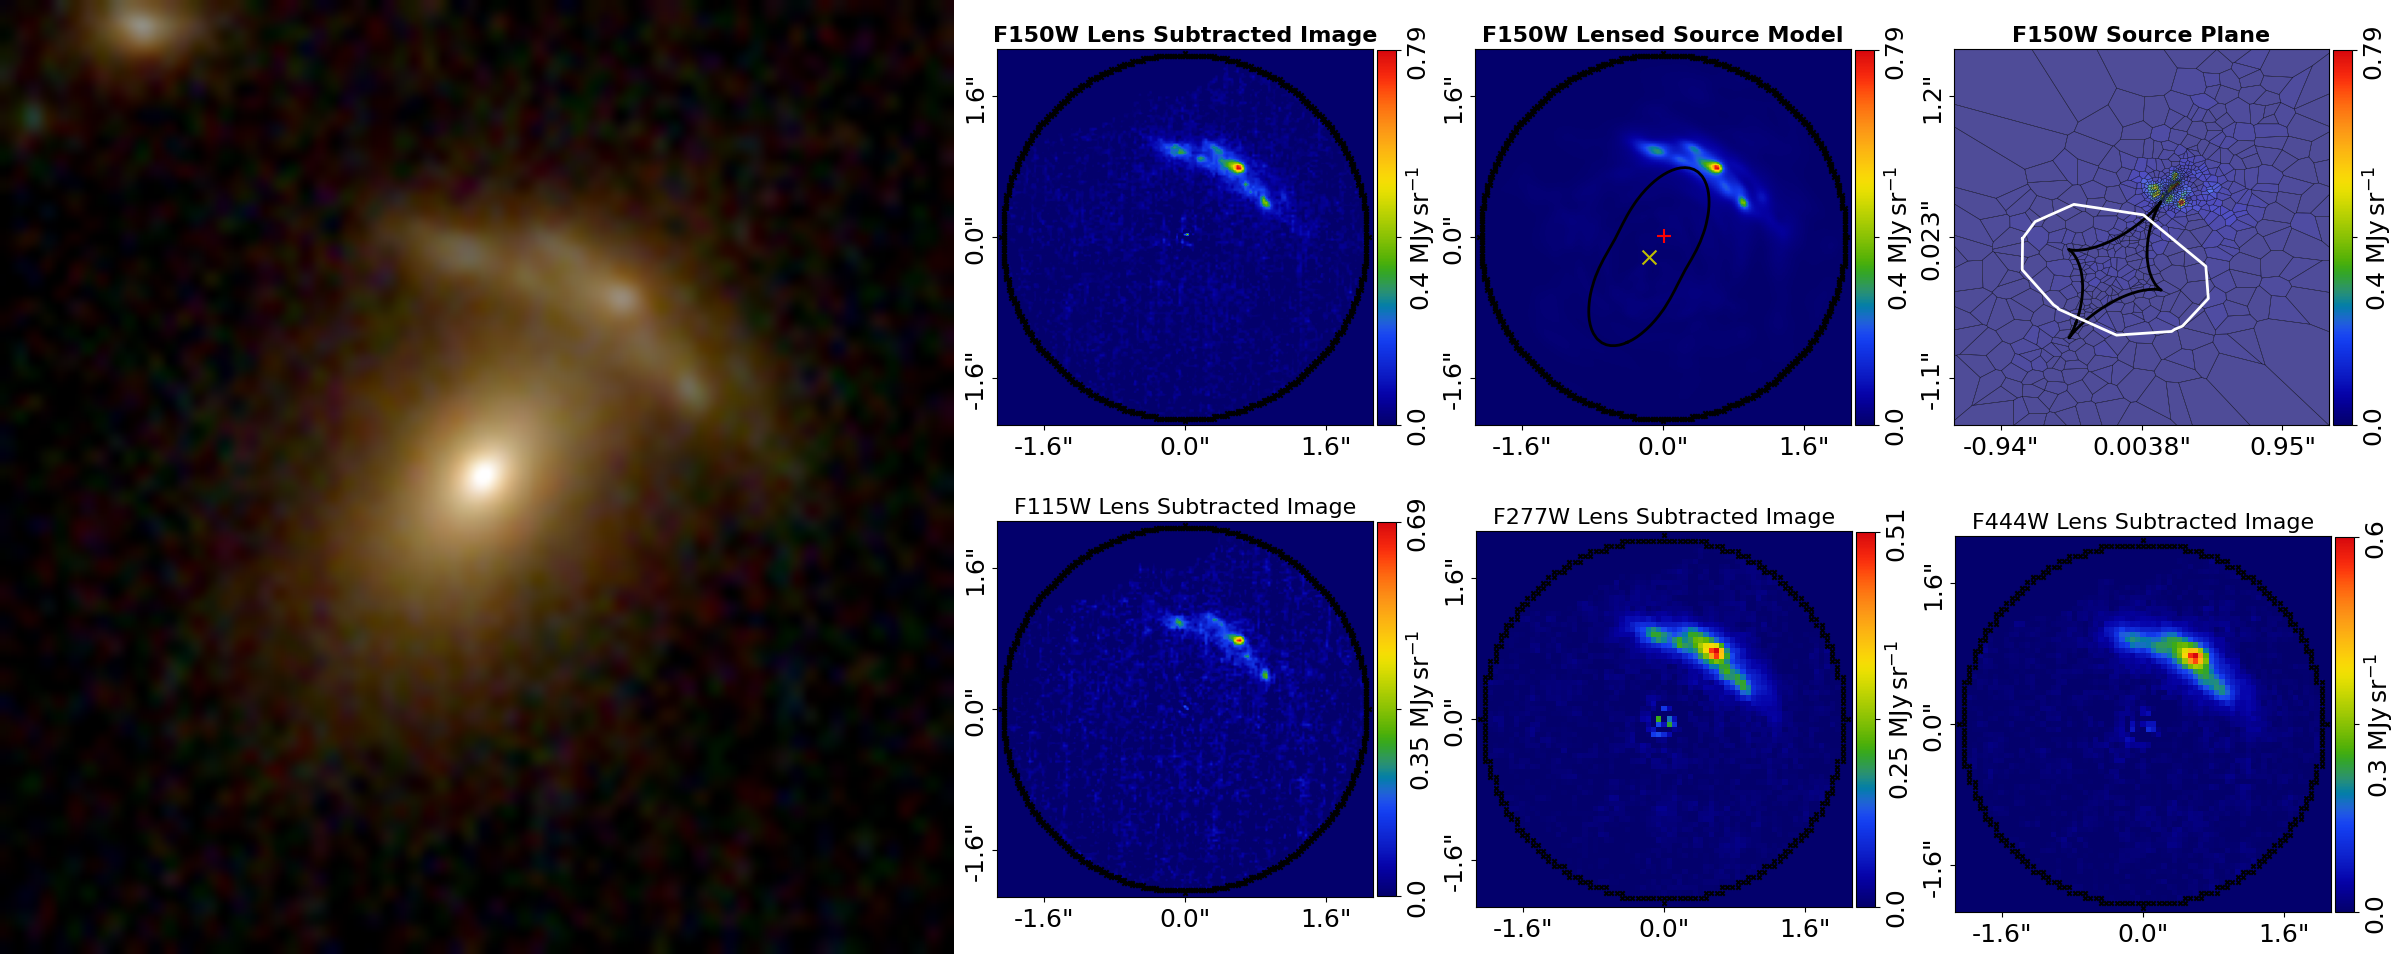 F150W Lens Subtracted Image
1.6"
0.0"
-1.6"
-1.6" 0.0" 1.6"
0.79
0.4 MJy sr⁻¹
0.0
F150W Lensed Source Model
1.6"
0.0"
-1.6"
-1.6" 0.0" 1.6"
0.79
0.4 MJy sr⁻¹
0.0
F150W Source Plane
1.2"
0.023"
-1.1"
-0.94" 0.0038" 0.95"
0.79
0.4 MJy sr⁻¹
0.0
F115W Lens Subtracted Image
1.6"
0.0"
-1.6"
-1.6" 0.0" 1.6"
0.69
0.35 MJy sr⁻¹
0.0
F277W Lens Subtracted Image
1.6"
0.0"
-1.6"
-1.6" 0.0" 1.6"
0.51
0.25 MJy sr⁻¹
0.0
F444W Lens Subtracted Image
1.6"
0.0"
-1.6"
-1.6" 0.0" 1.6"
0.6
0.3 MJy sr⁻¹
0.0